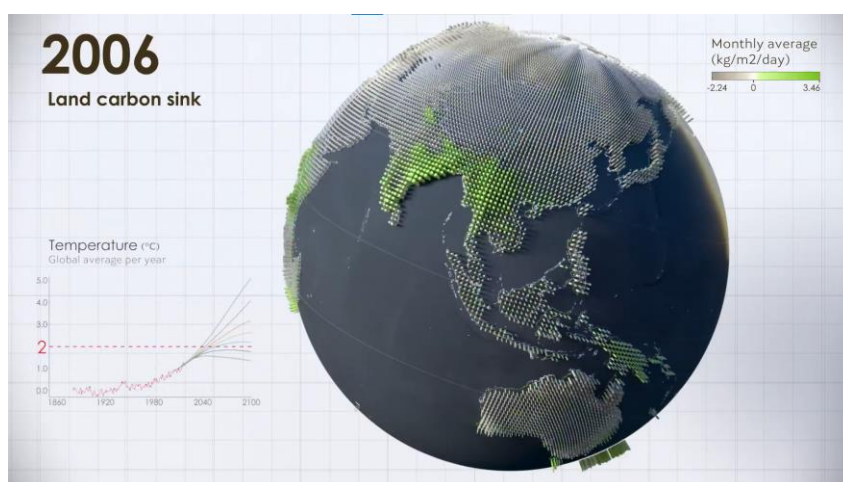 2006
Land carbon sink
Monthly average
(kg/m2/day)
-2.24 0 3.46
Temperature (°C)
Global average per year
5.0
4.0
3.0
2
1.0
0.0
1860 1920 1980 2040 2100